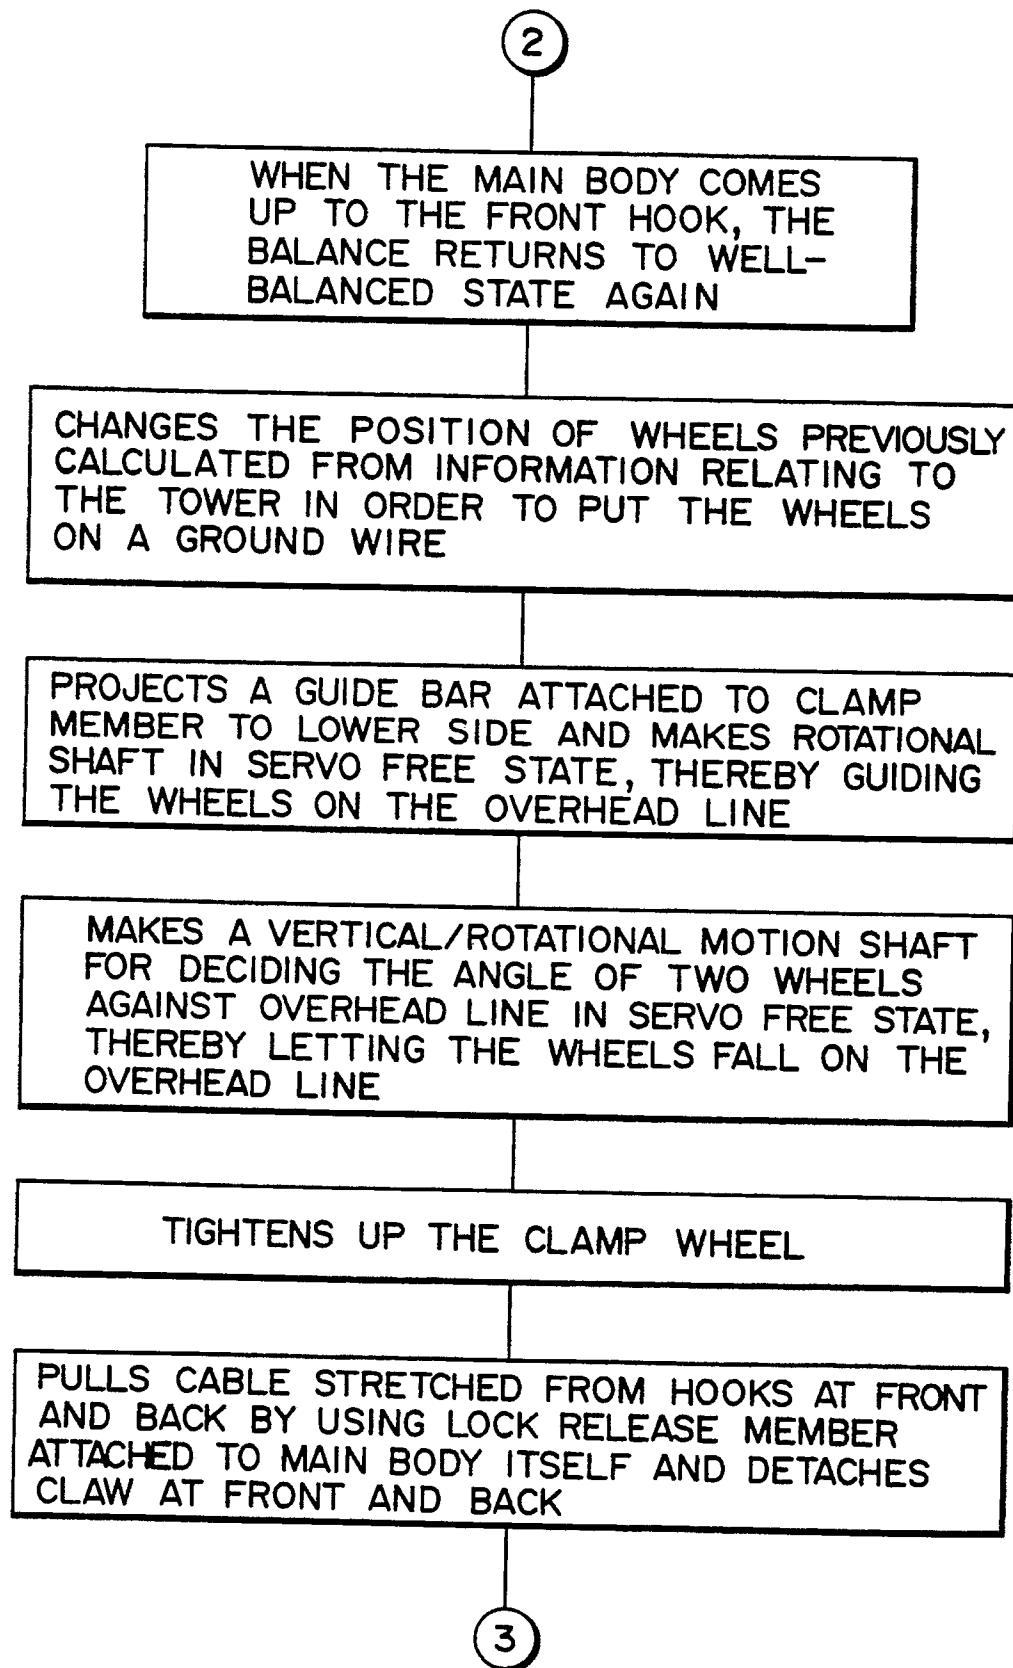 2
WHEN THE MAIN BODY COMES
UP TO THE FRONT HOOK, THE
BALANCE RETURNS TO WELL-
BALANCED STATE AGAIN
CHANGES THE POSITION OF WHEELS PREVIOUSLY
CALCULATED FROM INFORMATION RELATING TO
THE TOWER IN ORDER TO PUT THE WHEELS
ON A GROUND WIRE
PROJECTS A GUIDE BAR ATTACHED TO CLAMP
MEMBER TO LOWER SIDE AND MAKES ROTATIONAL
SHAFT IN SERVO FREE STATE, THEREBY GUIDING
THE WHEELS ON THE OVERHEAD LINE
MAKES A VERTICAL/ROTATIONAL MOTION SHAFT
FOR DECIDING THE ANGLE OF TWO WHEELS
AGAINST OVERHEAD LINE IN SERVO FREE STATE,
THEREBY LETTING THE WHEELS FALL ON THE
OVERHEAD LINE
TIGHTENS UP THE CLAMP WHEEL
PULLS CABLE STRETCHED FROM HOOKS AT FRONT
AND BACK BY USING LOCK RELEASE MEMBER
ATTACHED TO MAIN BODY ITSELF AND DETACHES
CLAW AT FRONT AND BACK
3